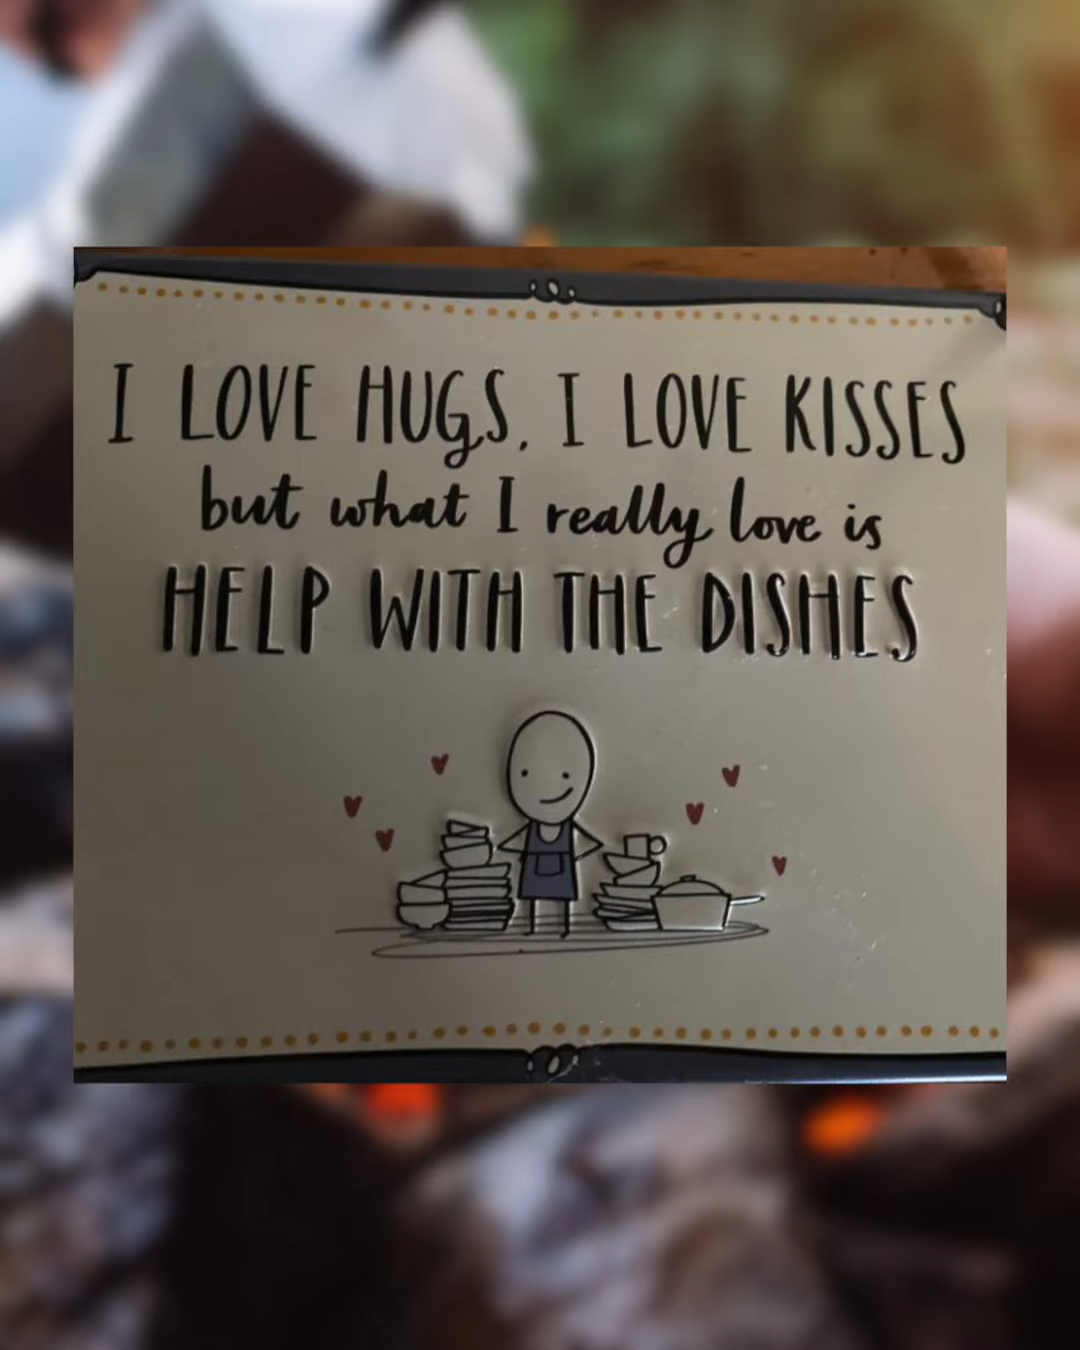 I LOVE HUGS, I LOVE KISSES
but what I really love is
HELP WITH THE DISHES